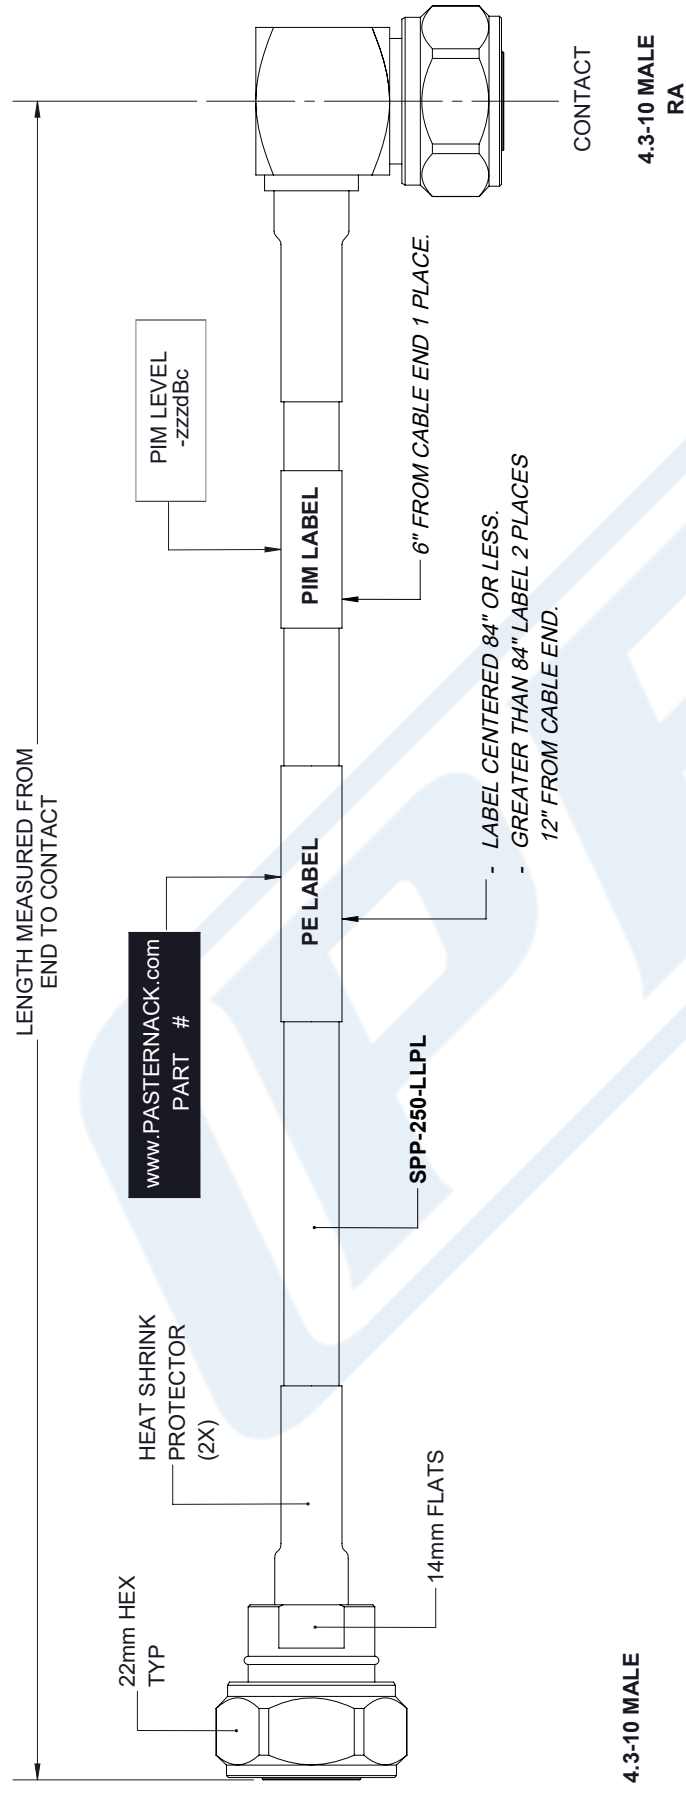 LENGTH MEASURED FROM
END TO CONTACT
22mm HEX
TYP
HEAT SHRINK
PROTECTOR
(2X)
www.PASTERNACK.com
PART #
PIM LEVEL
-zzzdBc
PE LABEL
PIM LABEL
14mm FLATS
SPP-250-LLPL
- LABEL CENTERED 84" OR LESS.
- GREATER THAN 84" LABEL 2 PLACES
12" FROM CABLE END.
6" FROM CABLE END 1 PLACE.
CONTACT
4.3-10 MALE
4.3-10 MALE
RA